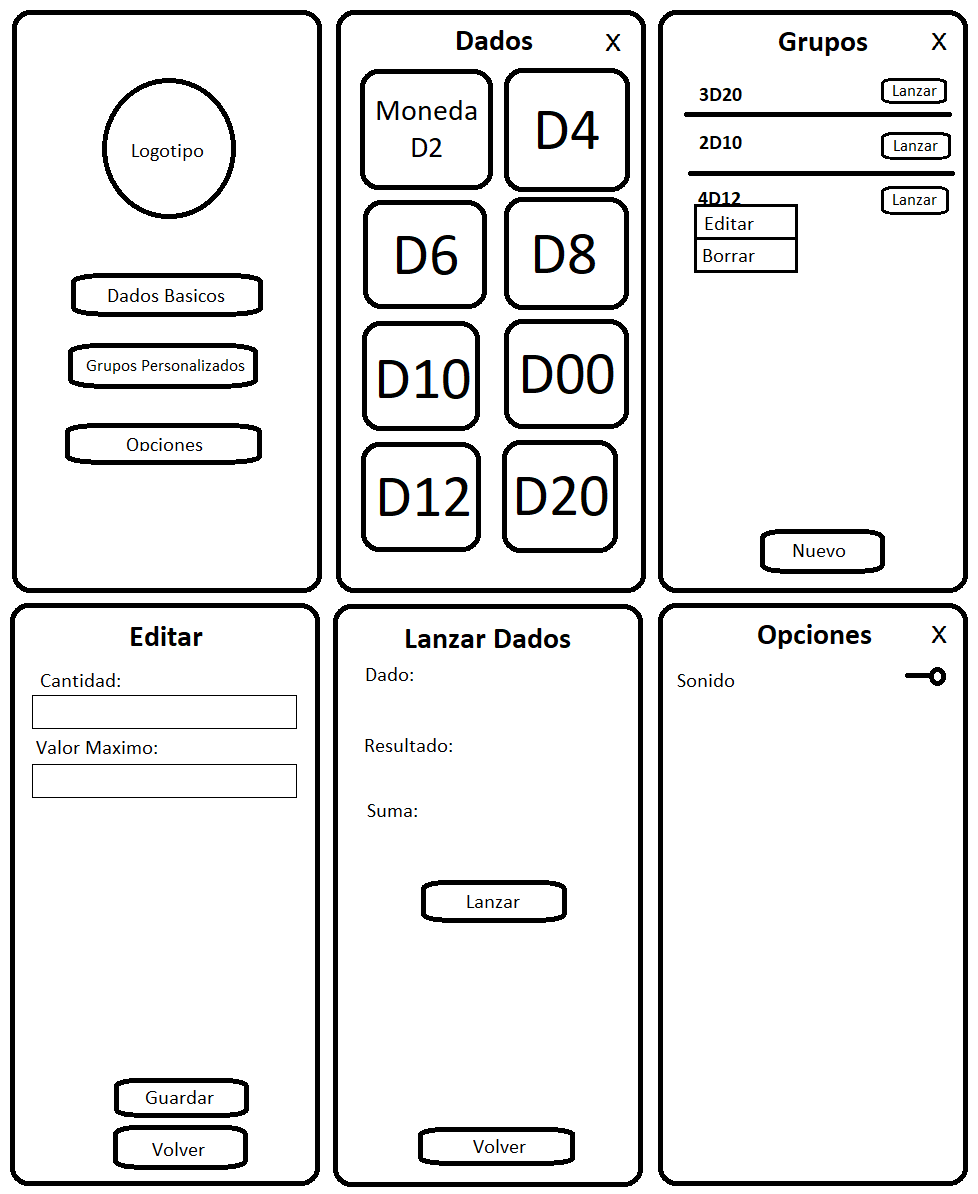 Logotipo
Dados Basicos
Grupos Personalizados
Opciones
Dados X
Moneda
D2
D4
D6
D8
D10
D00
D12
D20
Grupos X
3D20 Lanzar
2D10 Lanzar
4D12 Lanzar
Editar
Borrar
Nuevo
Editar
Cantidad:
Valor Maximo:
Guardar
Volver
Lanzar Dados
Dado:
Resultado:
Suma:
Lanzar
Volver
Opciones X
Sonido